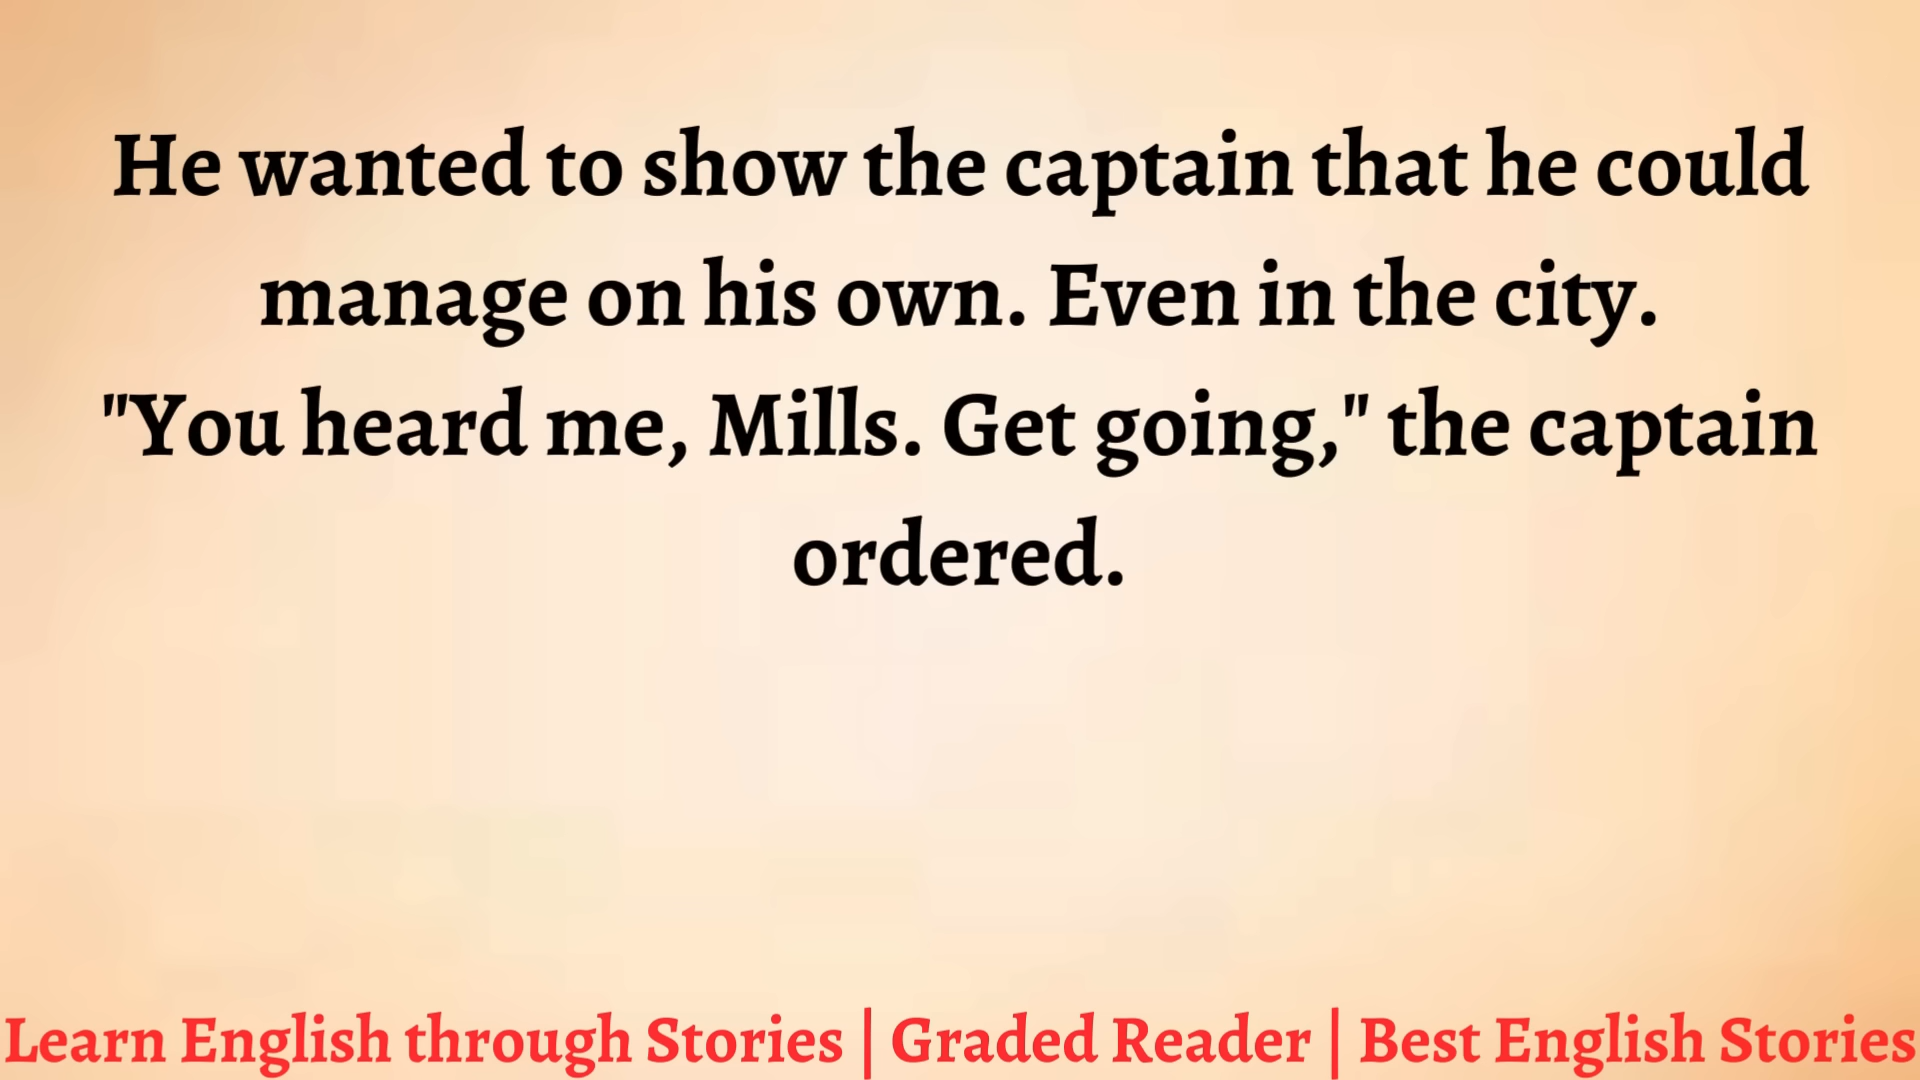 He wanted to show the captain that he could
manage on his own. Even in the city.
"You heard me, Mills. Get going," the captain
ordered.
Learn English through Stories | Graded Reader | Best English Stories